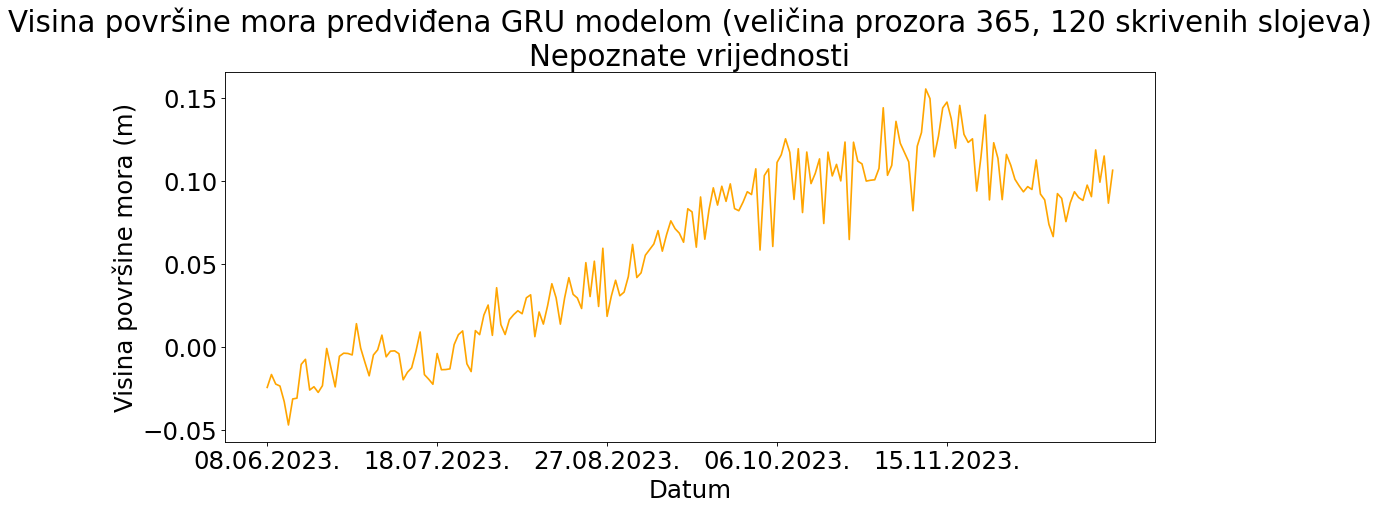 Visina površine mora predviđena GRU modelom (veličina prozora 365, 120 skrivenih slojeva)
Nepoznate vrijednosti
Visina površine mora (m)
0.15
0.10
0.05
0.00
−0.05
08.06.2023. 18.07.2023. 27.08.2023. 06.10.2023. 15.11.2023.
Datum